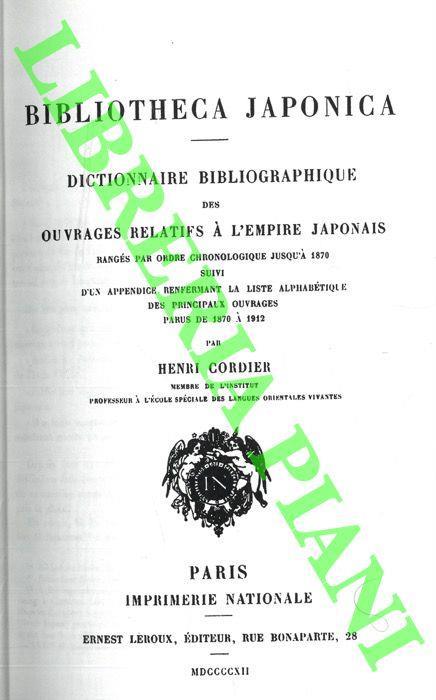 BIBLIOTHECA JAPONICA
DICTIONNAIRE BIBLIOGRAPHIQUE
DES
OUVRAGES RELATIFS À L'EMPIRE JAPONAIS
RANGÉS PAR ORDRE CHRONOLOGIQUE JUSQU'À 1870
SUIVI
D'UN APPENDICE RENFERMANT LA LISTE ALPHABÉTIQUE
DES PRINCIPAUX OUVRAGES
PARUS DE 1870 À 1912
PAR
HENRI CORDIER
MEMBRE DE L'INSTITUT
PROFESSEUR À L'ÉCOLE SPÉCIALE DES LANGUES ORIENTALES VIVANTES
IN
PARIS
IMPRIMERIE NATIONALE
ERNEST LEROUX, ÉDITEUR, RUE BONAPARTE, 28
MDCCCCXII
LIBRERIA PIANI